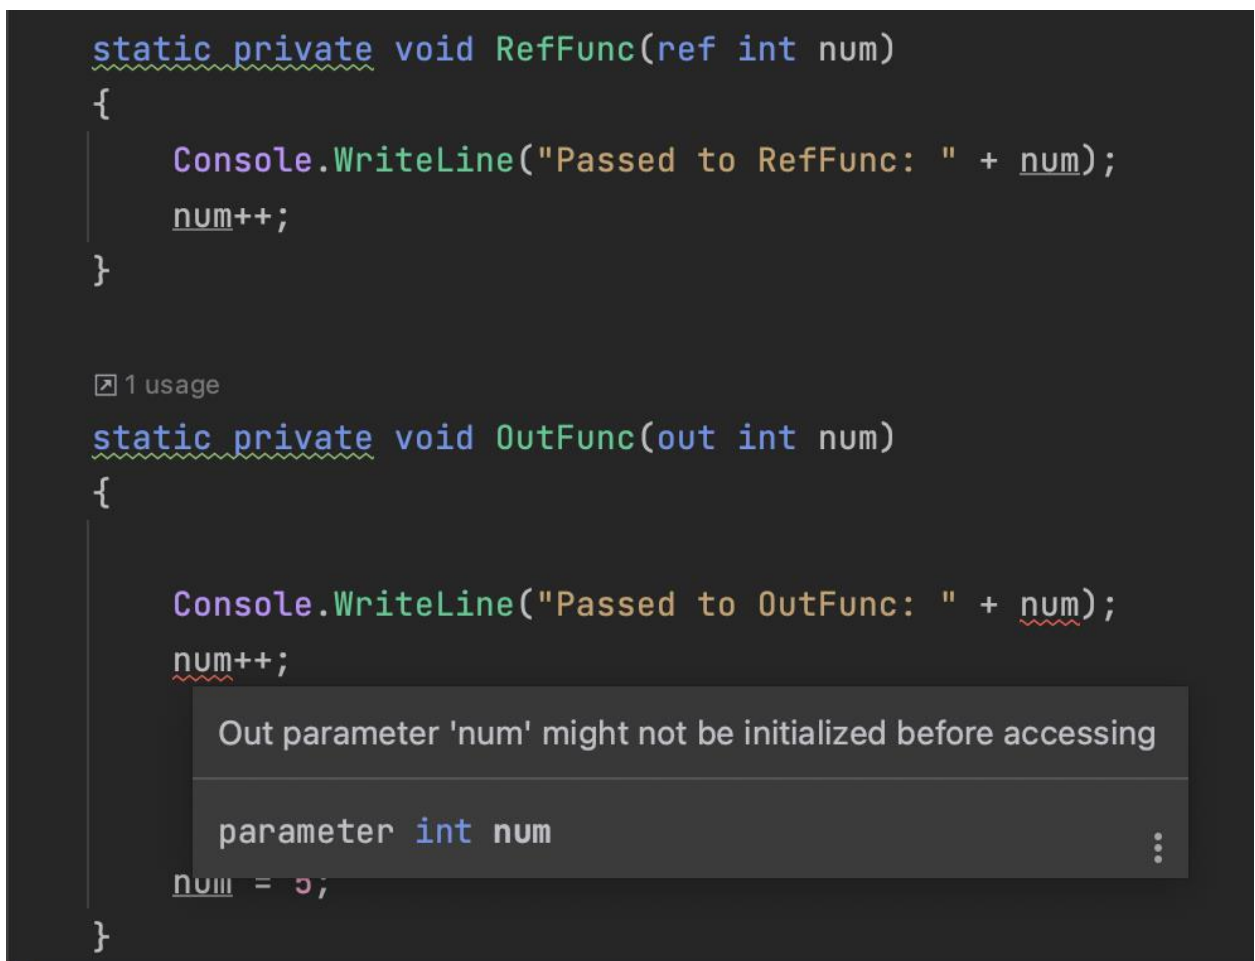 static private void RefFunc(ref int num)
{
Console.WriteLine("Passed to RefFunc: " + num);
num++;
}
1 usage
static private void OutFunc(out int num)
{
Console.WriteLine("Passed to OutFunc: " + num);
num++;
Out parameter 'num' might not be initialized before accessing
parameter int num
num = 5;
}